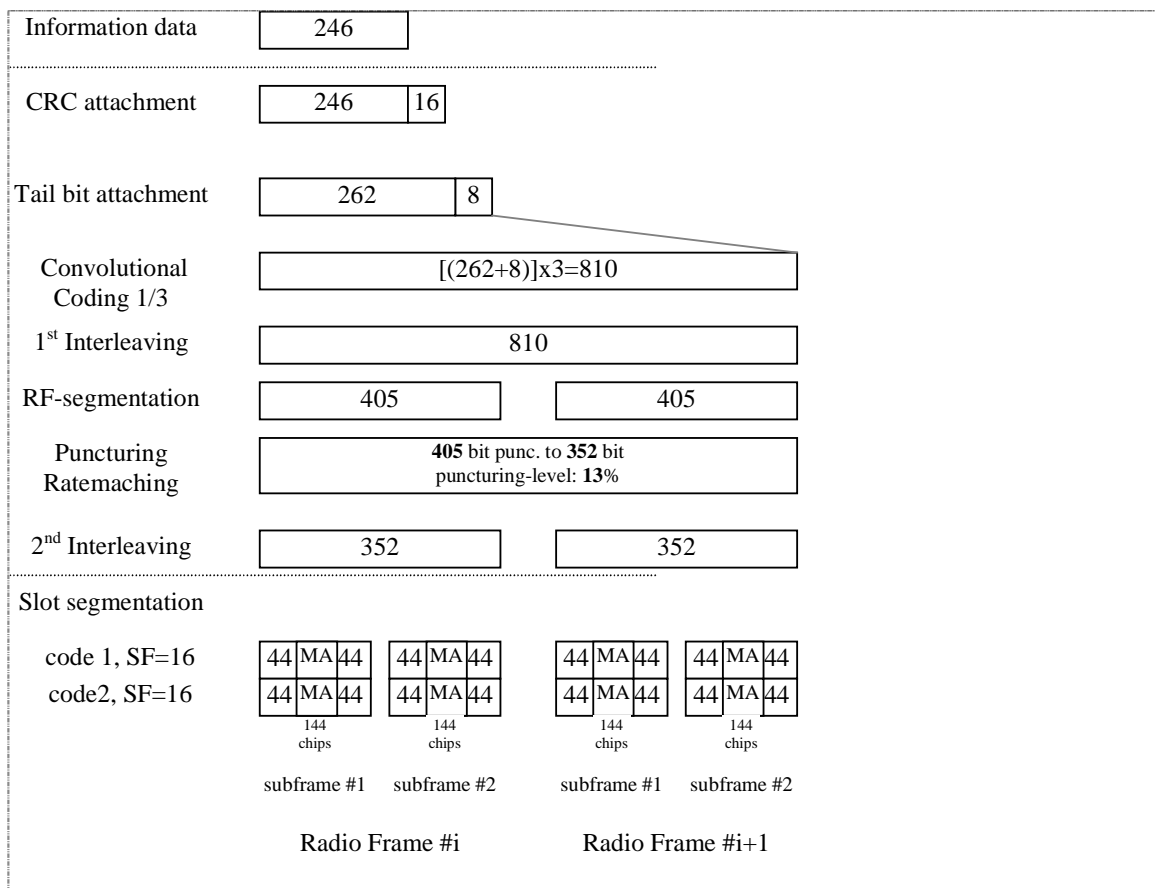 Information data 246
CRC attachment 246 16
Tail bit attachment 262 8
Convolutional
Coding 1/3
[(262+8)]x3=810
1st Interleaving 810
RF-segmentation 405 405
Puncturing
Ratemaching
405 bit punc. to 352 bit
puncturing-level: 13%
2nd Interleaving 352 352
Slot segmentation
code 1, SF=16 44 MA 44 44 MA 44 44 MA 44 44 MA 44
code2, SF=16 44 MA 44 44 MA 44 44 MA 44 44 MA 44
144 144 144 144
chips chips chips chips
subframe #1 subframe #2 subframe #1 subframe #2
Radio Frame #i Radio Frame #i+1